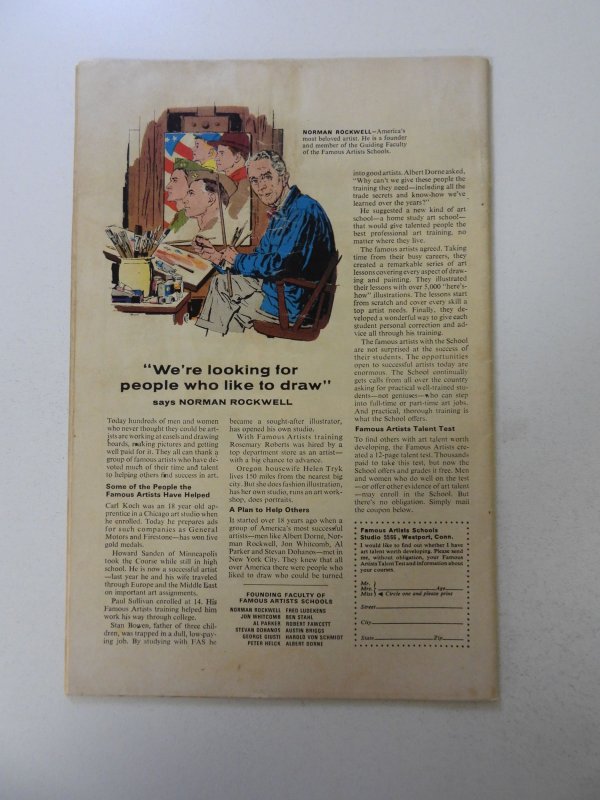 NORMAN ROCKWELL—America's
most beloved artist. He is a founder
and member of the Guiding Faculty
of the Famous Artists Schools.
"We're looking for
people who like to draw"
says NORMAN ROCKWELL
Today hundreds of men and women
who never thought they could be art-
ists are working at easels and drawing
boards, making pictures and getting
well paid for it. They all can thank a
group of famous artists who have de-
voted much of their time and talent
to helping others find success in art.
Some of the People the
Famous Artists Have Helped
Carl Koch was an 18 year old ap-
prentice in a Chicago art studio when
he enrolled. Today he prepares ads
for such companies as General
Motors and Firestone—has won five
gold medals.
Howard Sanden of Minneapolis
took the Course while still in high
school. He is now a successful artist
—last year he and his wife traveled
through Europe and the Middle East
on important art assignments.
Paul Sullivan enrolled at 14. His
Famous Artists training helped him
work his way through college.
Stan Bowen, father of three chil-
dren, was trapped in a dull, low-pay-
ing job. By studying with FAS he
became a sought-after illustrator,
has opened his own studio.
With Famous Artists training
Rosemary Roberts was hired by a
top department store as an artist—
with a big chance to advance.
Oregon housewife Helen Tryk
lives 150 miles from the nearest big
city. But she does fashion illustration,
has her own studio, runs an art work-
shop, does portraits.
A Plan to Help Others
It started over 18 years ago when a
group of America's most successful
artists—men like Albert Dorne, Nor-
man Rockwell, Jon Whitcomb, Al
Parker and Stevan Dohanos—met in
New York City. They knew that all
over America there were people who
liked to draw who could be turned
FOUNDING FACULTY OF
FAMOUS ARTISTS SCHOOLS
NORMAN ROCKWELL FRED LUDEKENS
JON WHITCOMB BEN STAHL
AL PARKER ROBERT FAWCETT
STEVAN DOHANOS AUSTIN BRIGGS
GEORGE GIUSTI HAROLD VON SCHMIDT
PETER HELCK ALBERT DORNE
into good artists. Albert Dorne asked,
"Why can't we give these people the
training they need—including all the
trade secrets and know-how we've
learned over the years?"
He suggested a new kind of art
school—a home study art school—
that would give talented people the
best professional art training, no
matter where they live.
The famous artists agreed. Taking
time from their busy careers, they
created a remarkable series of art
lessons covering every aspect of draw-
ing and painting. They illustrated
their lessons with over 5,000 "here's-
how" illustrations. The lessons start
from scratch and cover every skill a
top artist needs. Finally, they de-
veloped a wonderful way to give each
student personal correction and ad-
vice all through his training.
The famous artists with the School
are not surprised at the success of
their students. The opportunities
open to successful artists today are
enormous. The School continually
gets calls from all over the country
asking for practical well-trained stu-
dents—not geniuses—who can step
into full-time or part-time art jobs.
And practical, thorough training is
what the School offers.
Famous Artists Talent Test
To find others with art talent worth
developing, the Famous Artists cre-
ated a 12-page talent test. Thousands
paid to take this test, but now the
School offers and grades it free. Men
and women who do well on the test
—or offer other evidence of art talent
—may enroll in the School. But
there's no obligation. Simply mail
the coupon below.
Famous Artists Schools
Studio 5566, Westport, Conn.
I would like to find out whether I have
art talent worth developing. Please send
me, without obligation, your Famous
Artists Talent Test and information about
your courses.
Mr.
Mrs. Age
Miss Circle one and please print
Street
City
State Zip